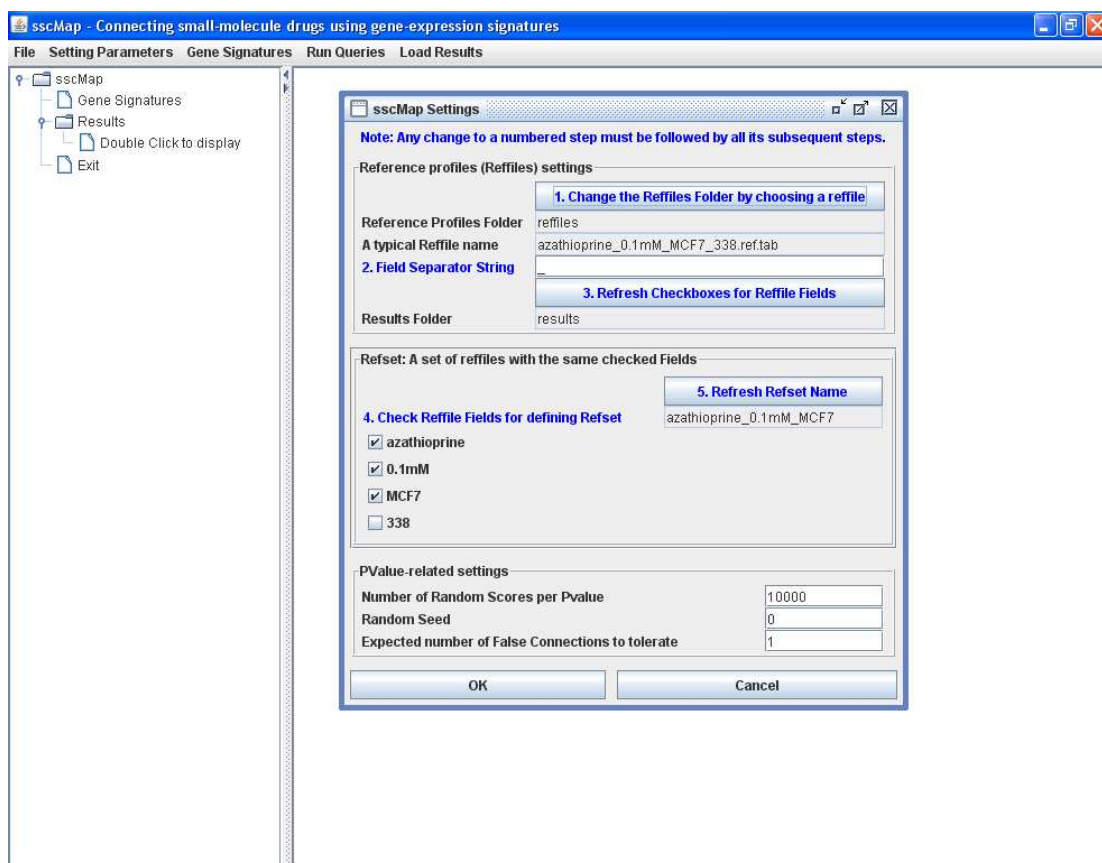 sscMap - Connecting small-molecule drugs using gene-expression signatures
File Setting Parameters Gene Signatures Run Queries Load Results
sscMap
Gene Signatures
Results
Double Click to display
Exit
sscMap Settings
Note: Any change to a numbered step must be followed by all its subsequent steps.
Reference profiles (Reffiles) settings
1. Change the Reffiles Folder by choosing a reffile
Reference Profiles Folder reffiles
A typical Reffile name azathioprine_0.1mM_MCF7_338.ref.tab
2. Field Separator String _
3. Refresh Checkboxes for Reffile Fields
Results Folder results
Refset: A set of reffiles with the same checked Fields
5. Refresh Refset Name
4. Check Reffile Fields for defining Refset azathioprine_0.1mM_MCF7
azathioprine
0.1mM
MCF7
338
PValue-related settings
Number of Random Scores per Pvalue 10000
Random Seed 0
Expected number of False Connections to tolerate 1
OK Cancel